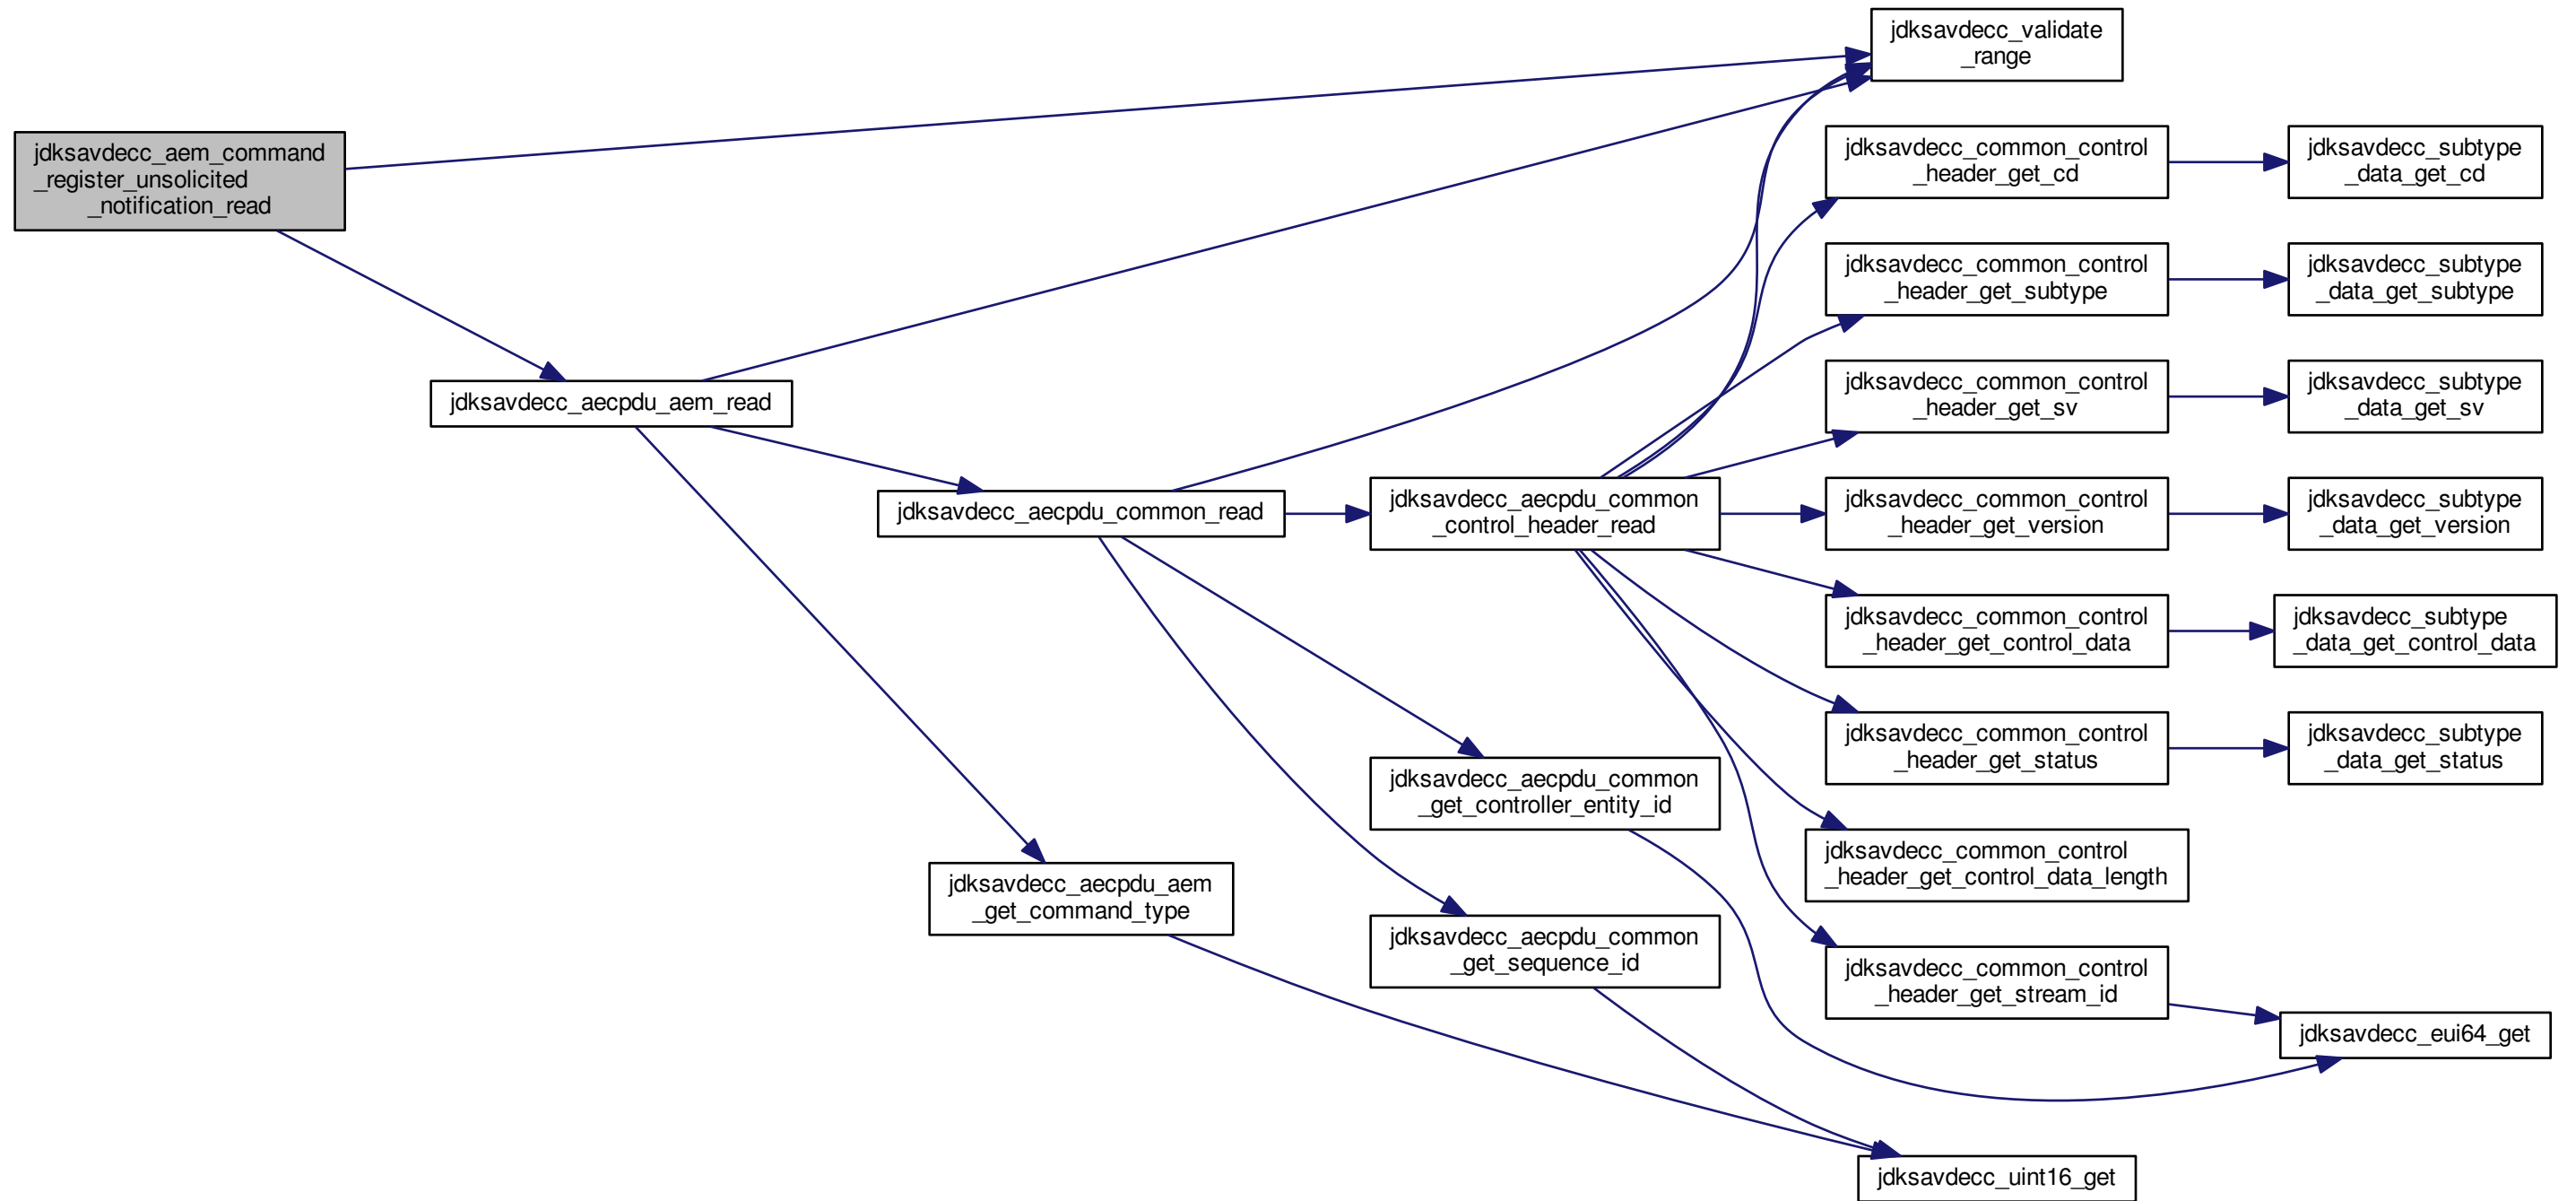 jdksavdecc_aem_command
_register_unsolicited
_notification_read
jdksavdecc_aecpdu_aem_read
jdksavdecc_aecpdu_common_read
jdksavdecc_aecpdu_aem
_get_command_type
jdksavdecc_aecpdu_common
_control_header_read
jdksavdecc_aecpdu_common
_get_controller_entity_id
jdksavdecc_aecpdu_common
_get_sequence_id
jdksavdecc_validate
_range
jdksavdecc_common_control
_header_get_cd
jdksavdecc_common_control
_header_get_subtype
jdksavdecc_common_control
_header_get_sv
jdksavdecc_common_control
_header_get_version
jdksavdecc_common_control
_header_get_control_data
jdksavdecc_common_control
_header_get_status
jdksavdecc_common_control
_header_get_control_data_length
jdksavdecc_common_control
_header_get_stream_id
jdksavdecc_uint16_get
jdksavdecc_subtype
_data_get_cd
jdksavdecc_subtype
_data_get_subtype
jdksavdecc_subtype
_data_get_sv
jdksavdecc_subtype
_data_get_version
jdksavdecc_subtype
_data_get_control_data
jdksavdecc_subtype
_data_get_status
jdksavdecc_eui64_get